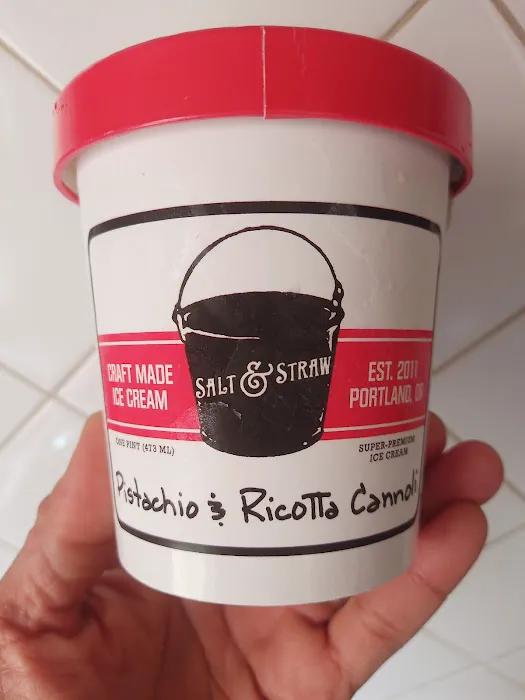 SALT & STRAW
CRAFT MADE
ICE CREAM
EST. 2011
PORTLAND, OR
ONE PINT (473 ML)
SUPER-PREMIUM
ICE CREAM
Pistachio & Ricotta Cannoli